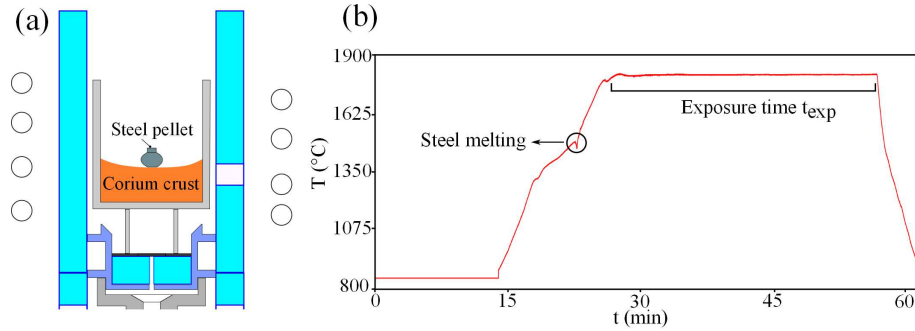 (a)
Steel pellet
Corium crust
(b)
1900
1625
1350
1075
800
T (°C)
Steel melting
Exposure time texp
0
15
30
45
60
t (min)